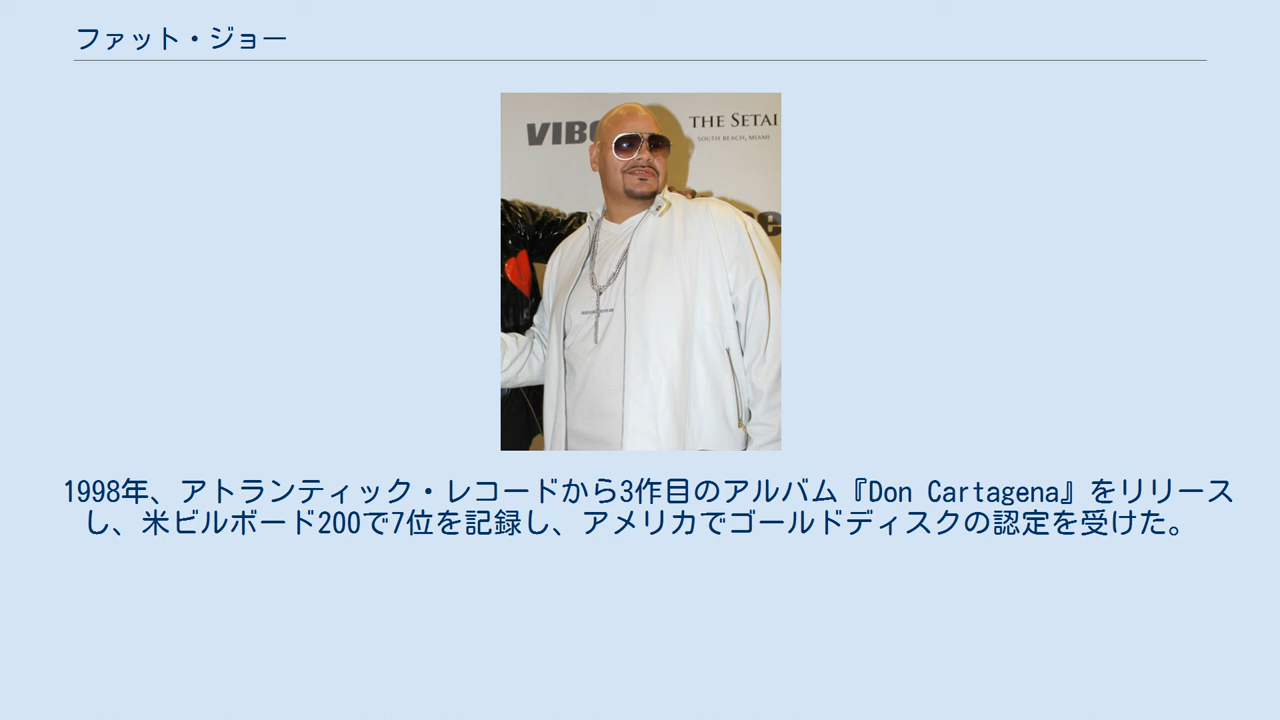 ファット・ジョー
THE SETAI
SOUTH BEACH, MIAMI
1998年、アトランティック・レコードから3作目のアルバム『Don Cartagena』をリリース
し、米ビルボード200で7位を記録し、アメリカでゴールドディスクの認定を受けた。